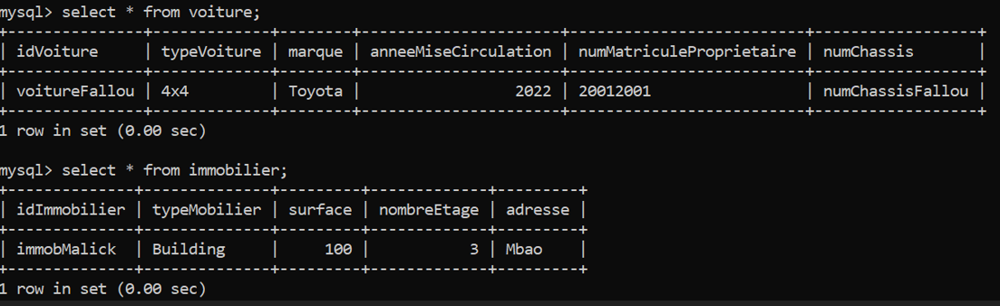 mysql> select * from voiture;
+--------------+-------------+--------+----------------------+-------------------------+------------------+
| idVoiture    | typeVoiture | marque | anneeMiseCirculation | numMatriculeProprietaire | numChassis       |
+--------------+-------------+--------+----------------------+-------------------------+------------------+
| voitureFallou | 4x4         | Toyota |                 2022 | 20012001                 | numChassisFallou |
+--------------+-------------+--------+----------------------+-------------------------+------------------+
1 row in set (0.00 sec)
mysql> select * from immobilier;
+--------------+--------------+---------+-------------+---------+
| idImmobilier | typeMobilier | surface | nombreEtage | adresse |
+--------------+--------------+---------+-------------+---------+
| immobMalick  | Building     |     100 |           3 | Mbao    |
+--------------+--------------+---------+-------------+---------+
1 row in set (0.00 sec)